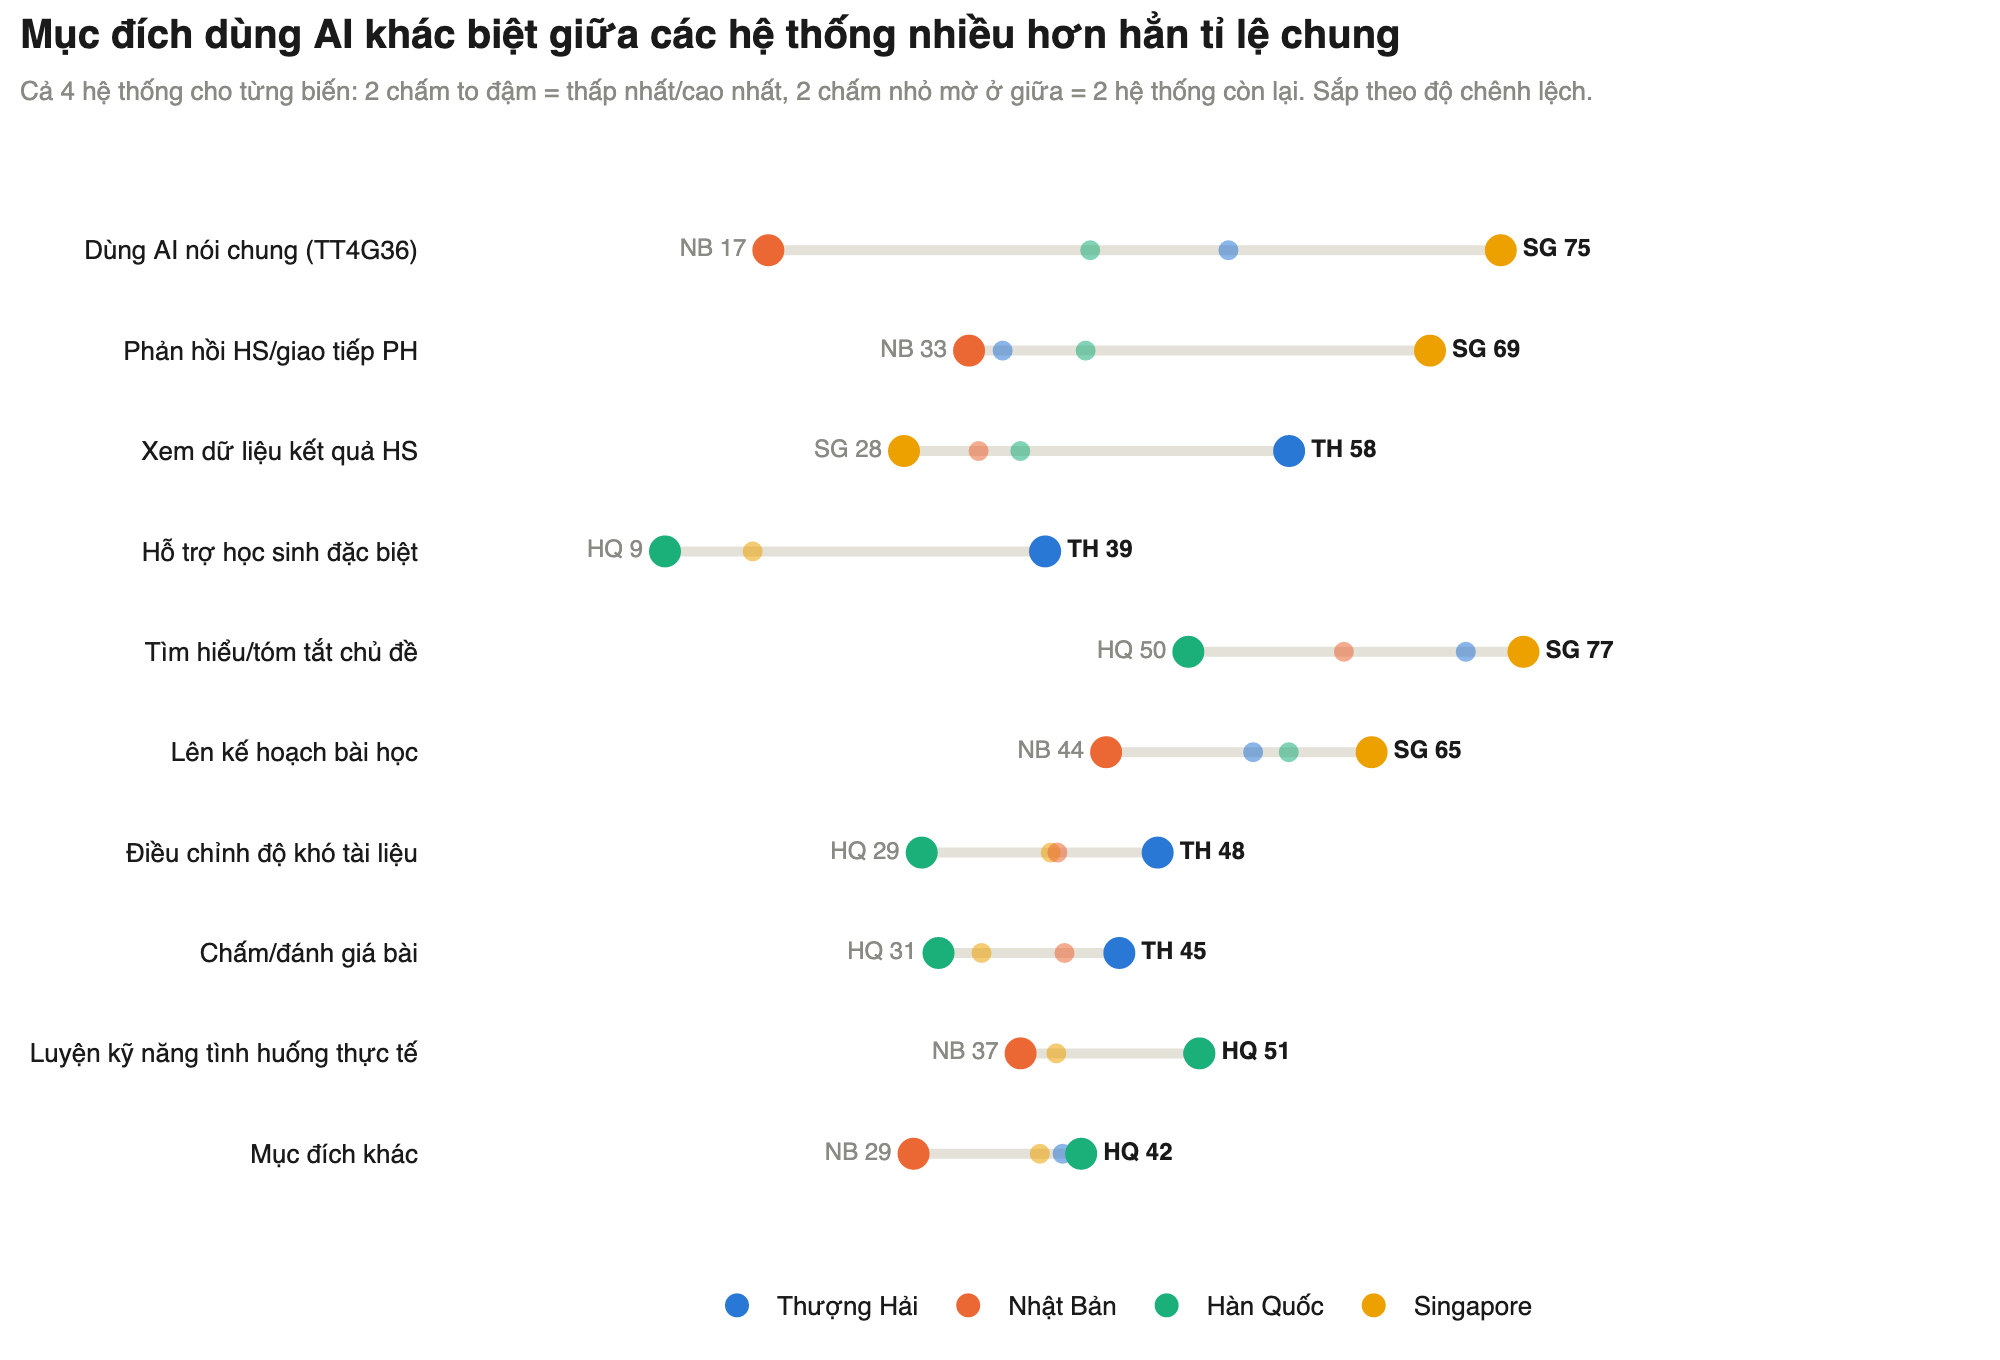 Mục đích dùng AI khác biệt giữa các hệ thống nhiều hơn hẳn tỉ lệ chung
Cả 4 hệ thống cho từng biến: 2 chấm to đậm = thấp nhất/cao nhất, 2 chấm nhỏ mờ ở giữa = 2 hệ thống còn lại. Sắp theo độ chênh lệch.
Dùng AI nói chung (TT4G36) NB 17 SG 75
Phản hồi HS/giao tiếp PH NB 33 SG 69
Xem dữ liệu kết quả HS SG 28 TH 58
Hỗ trợ học sinh đặc biệt HQ 9 TH 39
Tìm hiểu/tóm tắt chủ đề HQ 50 SG 77
Lên kế hoạch bài học NB 44 SG 65
Điều chỉnh độ khó tài liệu HQ 29 TH 48
Chấm/đánh giá bài HQ 31 TH 45
Luyện kỹ năng tình huống thực tế NB 37 HQ 51
Mục đích khác NB 29 HQ 42
Thượng Hải Nhật Bản Hàn Quốc Singapore